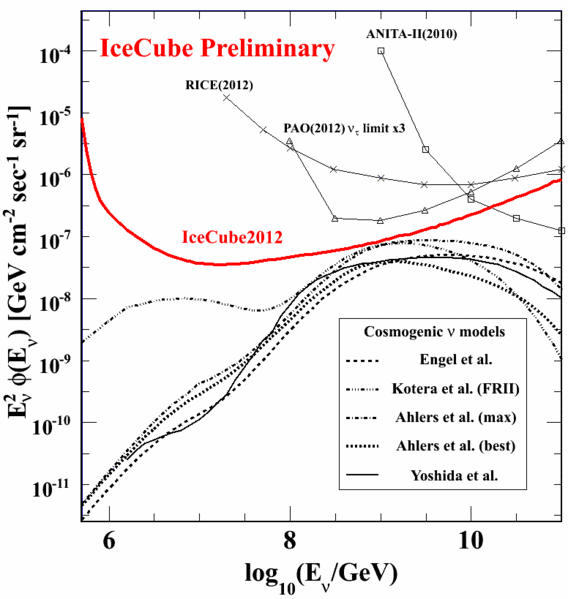 IceCube Preliminary
ANITA-II(2010)
RICE(2012)
PAO(2012) ντ limit x3
IceCube2012
Cosmogenic ν models
Engel et al.
Kotera et al. (FRII)
Ahlers et al. (max)
Ahlers et al. (best)
Yoshida et al.
10⁻⁴
10⁻⁵
10⁻⁶
10⁻⁷
10⁻⁸
10⁻⁹
10⁻¹⁰
10⁻¹¹
E²ν ϕ(Eν) [GeV cm⁻² sec⁻¹ sr⁻¹]
6 8 10
log₁₀(Eν/GeV)